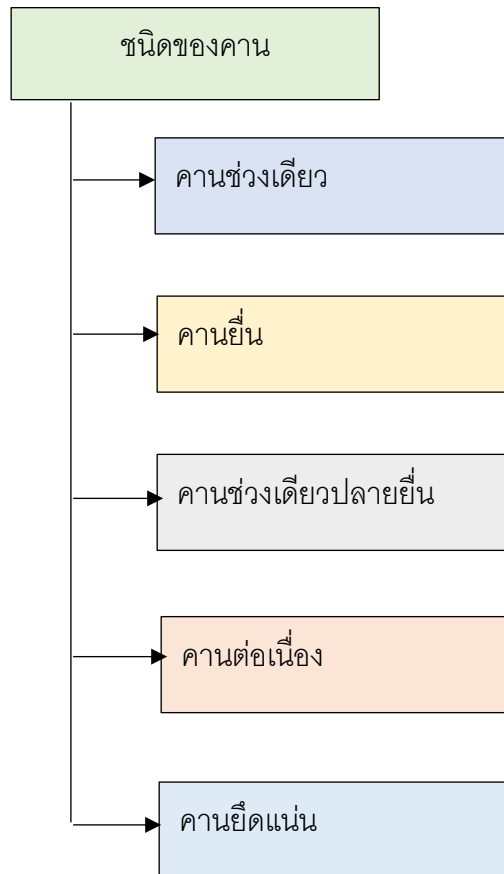 ชนิดของคาน
คานช่วงเดียว
คานยื่น
คานช่วงเดียวปลายยื่น
คานต่อเนื่อง
คานยึดแน่น